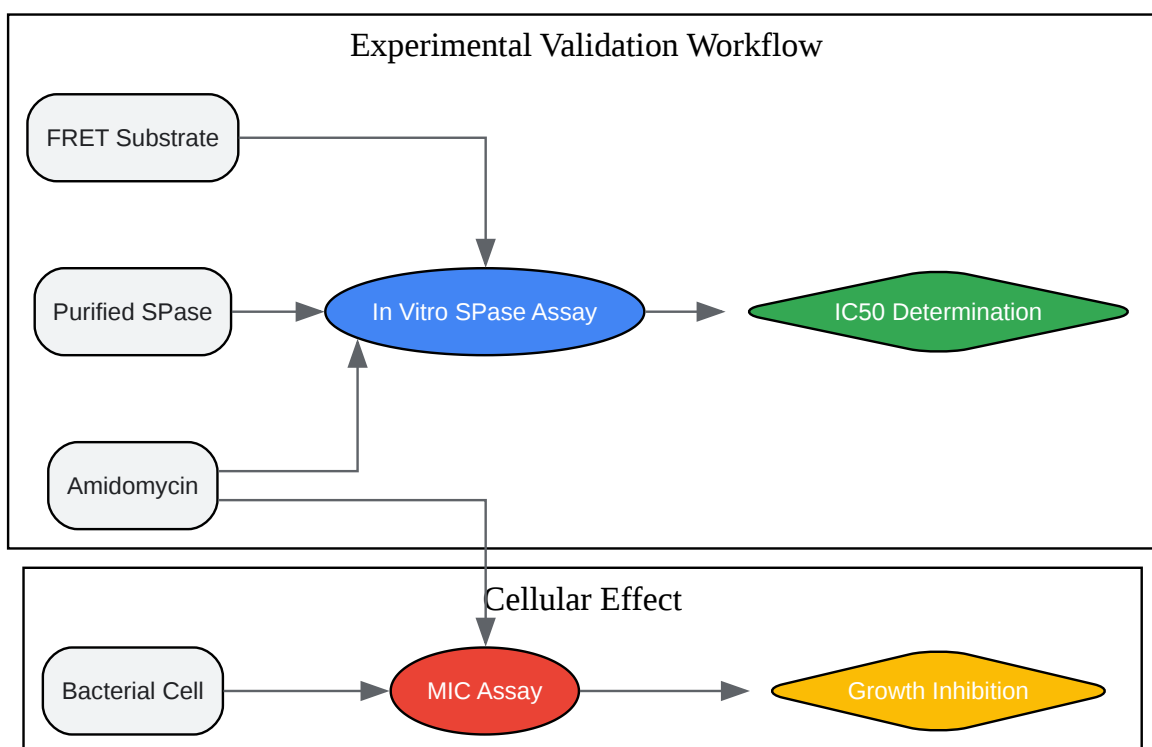 Experimental Validation Workflow
FRET Substrate
Purified SPase
In Vitro SPase Assay
IC50 Determination
Amidomycin
Cellular Effect
Bacterial Cell
MIC Assay
Growth Inhibition